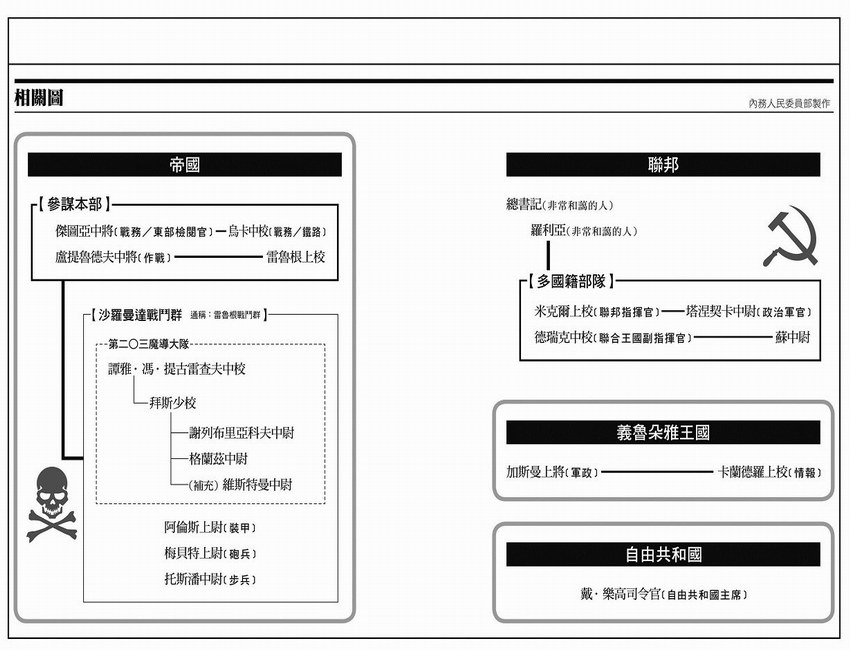 相關圖
內務人民委員部製作
帝國
【參謀本部】
傑圖亞中將〔戰務／東部檢閱官〕 烏卡中校〔戰務／鐵路〕
盧提魯德夫中將〔作戰〕 雷魯根上校
【沙羅曼達戰鬥群 通稱：雷魯根戰鬥群】
第二〇三魔導大隊
譚雅・馮・提古雷查夫中校
拜斯少校
謝列布里亞科夫中尉
格蘭茲中尉
（補充）維斯特曼中尉
阿倫斯上尉〔裝甲〕
梅貝特上尉〔砲兵〕
托斯潘中尉〔步兵〕
聯邦
總書記（非常和藹的人）
羅利亞（非常和藹的人）
【多國籍部隊】
米克爾上校〔聯邦指揮官〕 塔涅契卡中尉〔政治軍官〕
德瑞克中校〔聯合王國副指揮官〕 蘇中尉
義魯朵雅王國
加斯曼上將〔軍政〕 卡蘭德羅上校〔情報〕
自由共和國
戴・樂高司令官〔自由共和國主席〕